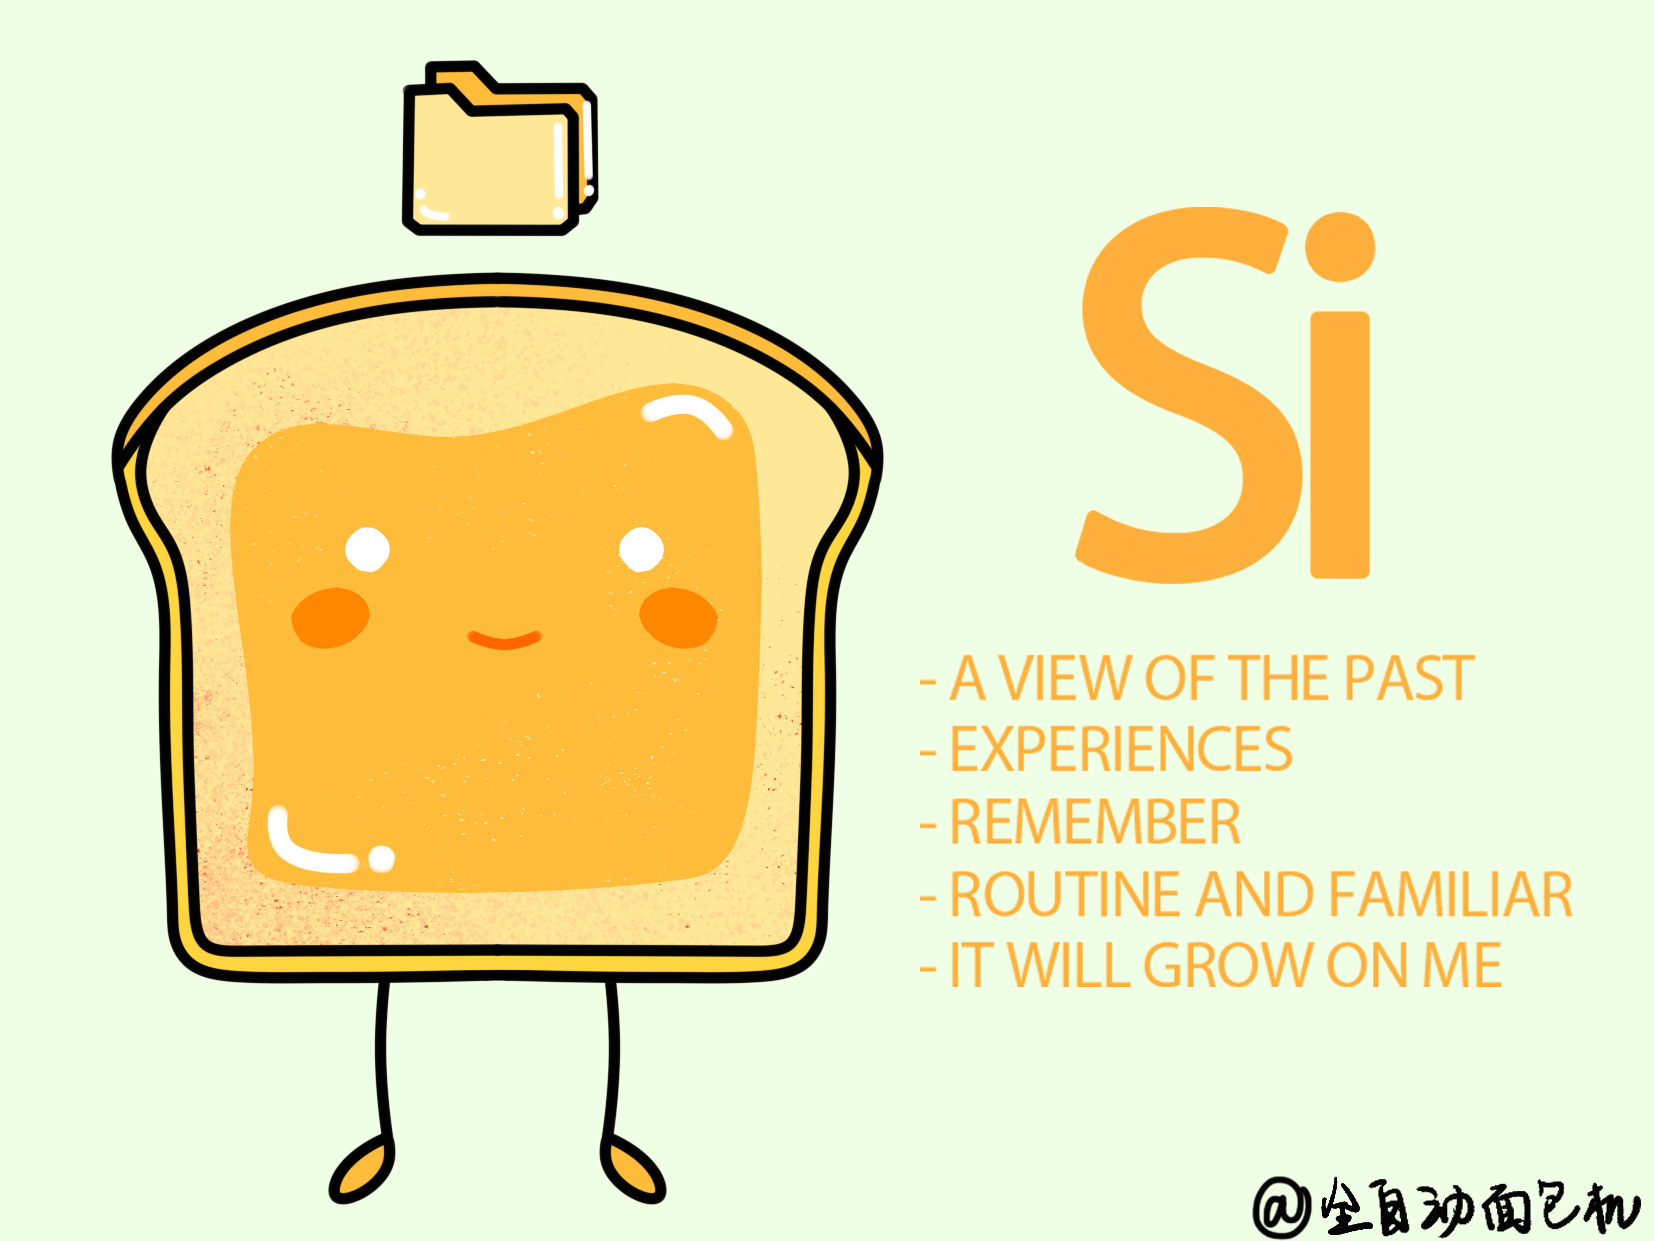 Si
- A VIEW OF THE PAST
- EXPERIENCES
- REMEMBER
- ROUTINE AND FAMILIAR
- IT WILL GROW ON ME
@全自动面包机